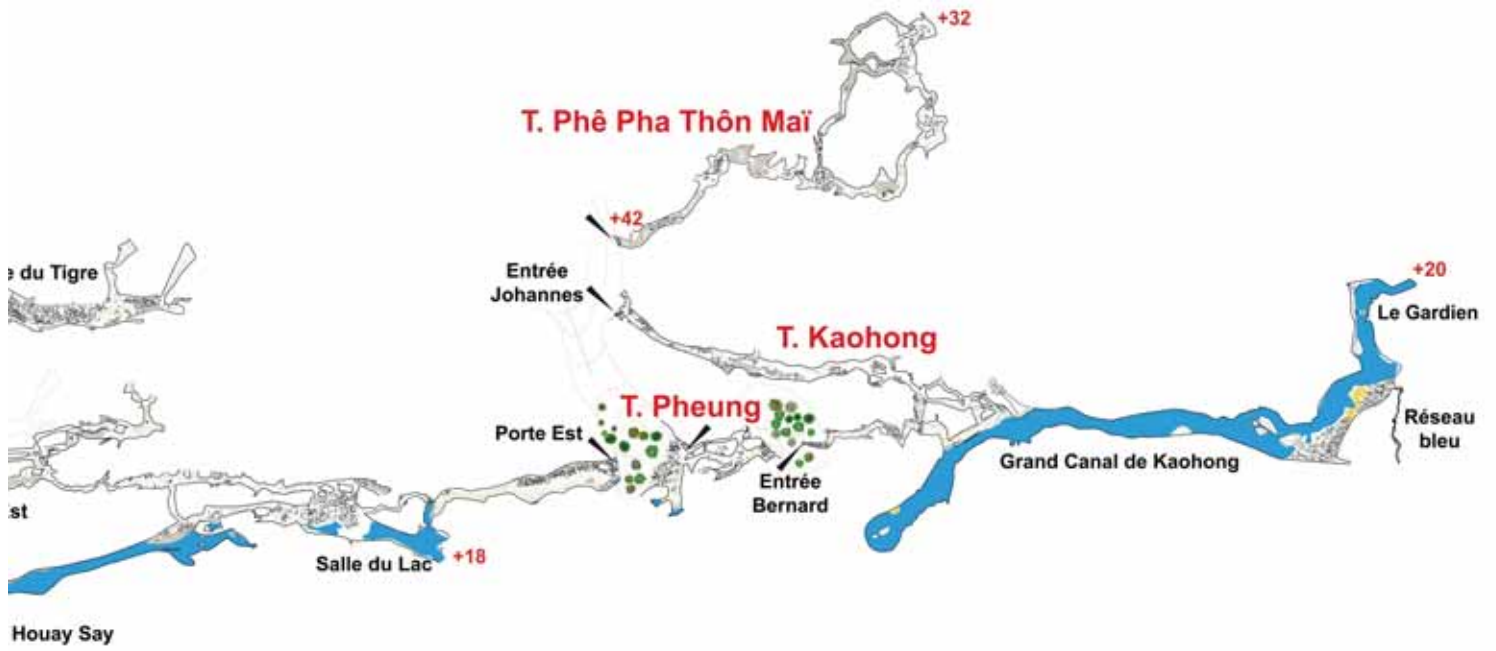 +32
T. Phê Pha Thôn Maï
+42
e du Tigre
Entrée
Johannes
+20
Le Gardien
T. Kaohong
T. Pheung
Porte Est
Réseau
bleu
Grand Canal de Kaohong
Entrée
Bernard
st
Salle du Lac
+18
Houay Say